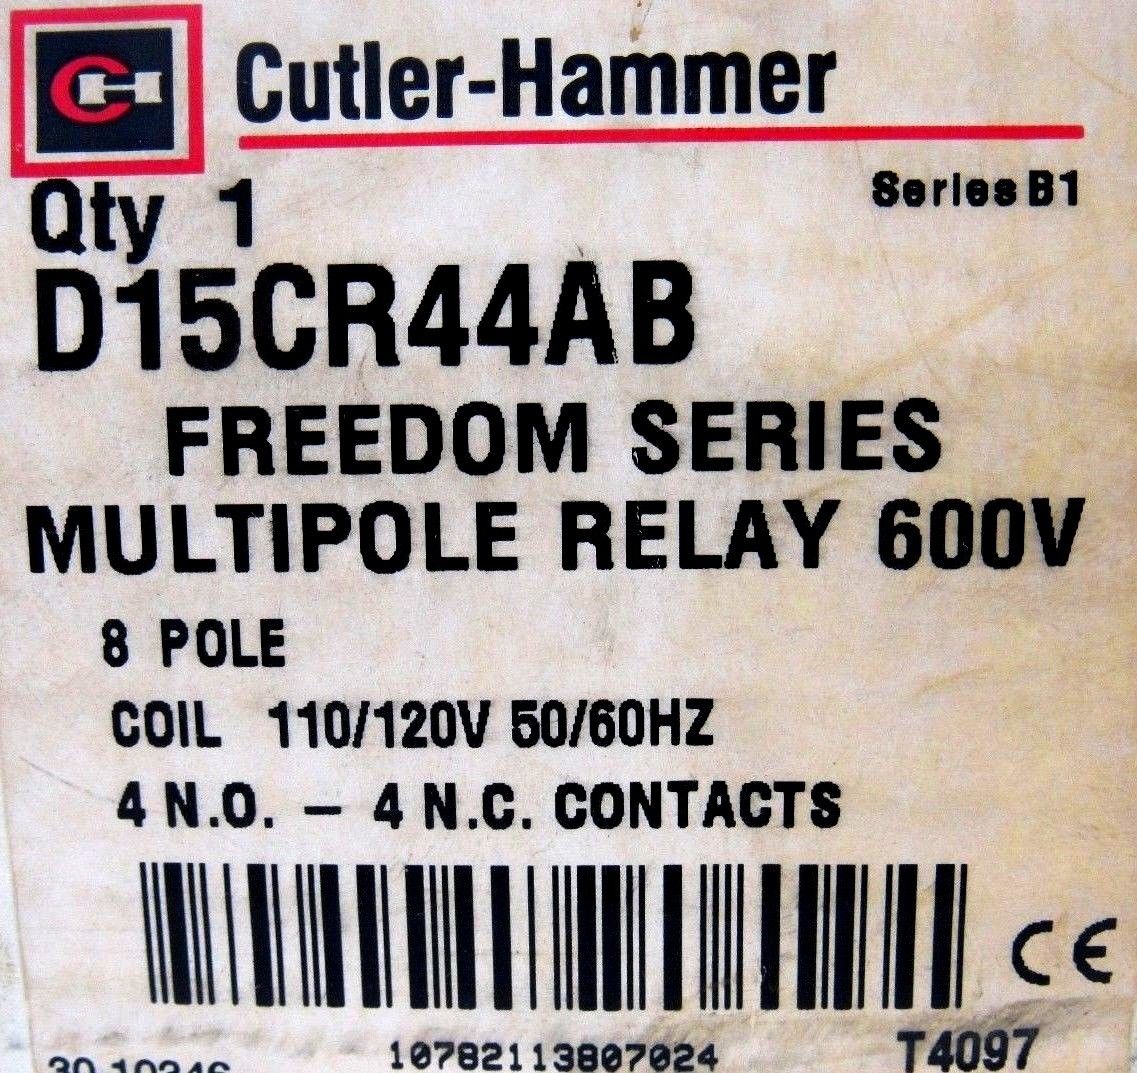 CH Cutler-Hammer
Series B1
Qty 1
D15CR44AB
FREEDOM SERIES
MULTIPOLE RELAY 600V
8 POLE
COIL 110/120V 50/60HZ
4 N.O. – 4 N.C. CONTACTS
CE
10782113807024
T4097